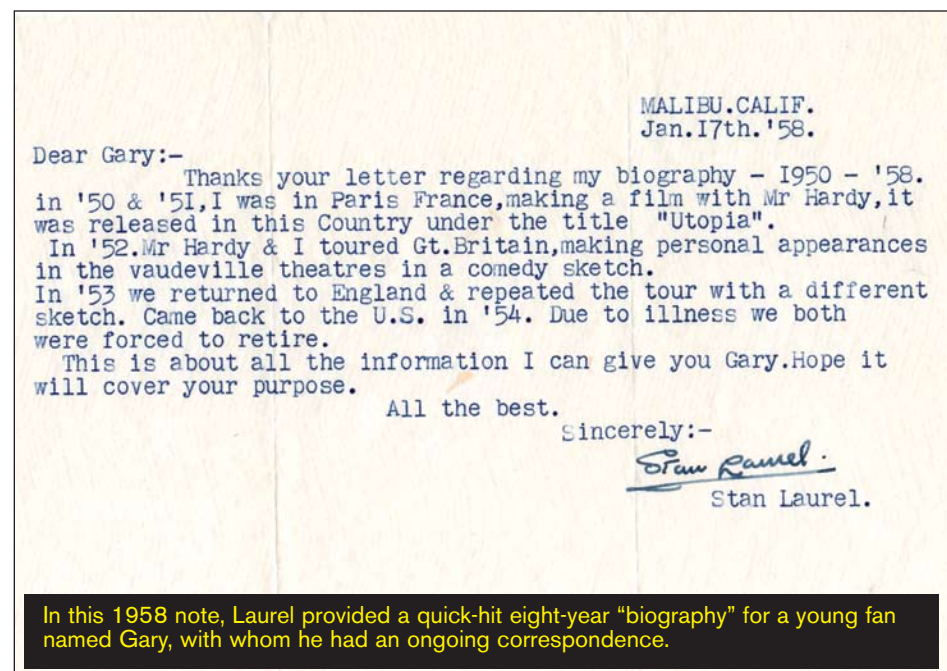 MALIBU.CALIF.
Jan.I7th.'58.
Dear Gary:-
Thanks your letter regarding my biography - I950 - '58.
in '50 & '5I,I was in Paris France,making a film with Mr Hardy,it
was released in this Country under the title "Utopia".
In '52.Mr Hardy & I toured Gt.Britain,making personal appearances
in the vaudeville theatres in a comedy sketch.
In '53 we returned to England & repeated the tour with a different
sketch. Came back to the U.S. in '54. Due to illness we both
were forced to retire.
This is about all the information I can give you Gary.Hope it
will cover your purpose.
All the best.
Sincerely:-
Stan Laurel.
Stan Laurel.
In this 1958 note, Laurel provided a quick-hit eight-year “biography” for a young fan
named Gary, with whom he had an ongoing correspondence.